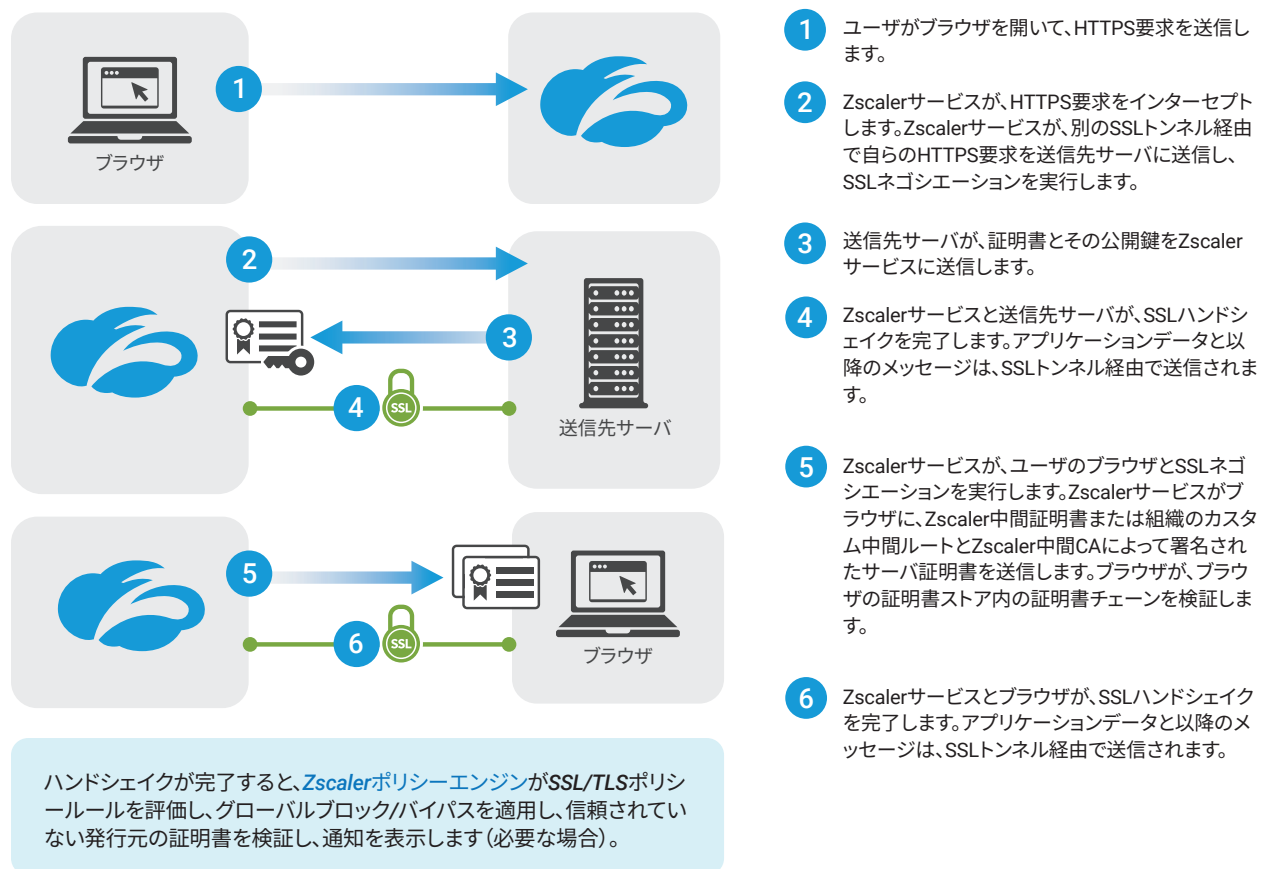 1
ブラウザ
2
3
4
SSL
送信先サーバ
5
6
SSL
ブラウザ
ハンドシェイクが完了すると、ZscalerポリシーエンジンがSSL/TLSポリシ
ールールを評価し、グローバルブロック/バイパスを適用し、信頼されてい
ない発行元の証明書を検証し、通知を表示します（必要な場合）。
1 ユーザがブラウザを開いて、HTTPS要求を送信し
ます。
2 Zscalerサービスが、HTTPS要求をインターセプト
します。Zscalerサービスが、別のSSLトンネル経由
で自らのHTTPS要求を送信先サーバに送信し、
SSLネゴシエーションを実行します。
3 送信先サーバが、証明書とその公開鍵をZscaler
サービスに送信します。
4 Zscalerサービスと送信先サーバが、SSLハンドシ
ェイクを完了します。アプリケーションデータと以
降のメッセージは、SSLトンネル経由で送信されま
す。
5 Zscalerサービスが、ユーザのブラウザとSSLネゴ
シエーションを実行します。Zscalerサービスがブ
ラウザに、Zscaler中間証明書または組織のカスタ
ム中間ルートとZscaler中間CAによって署名され
たサーバ証明書を送信します。ブラウザが、ブラウ
ザの証明書ストア内の証明書チェーンを検証しま
す。
6 Zscalerサービスとブラウザが、SSLハンドシェイク
を完了します。アプリケーションデータと以降のメ
ッセージは、SSLトンネル経由で送信されます。